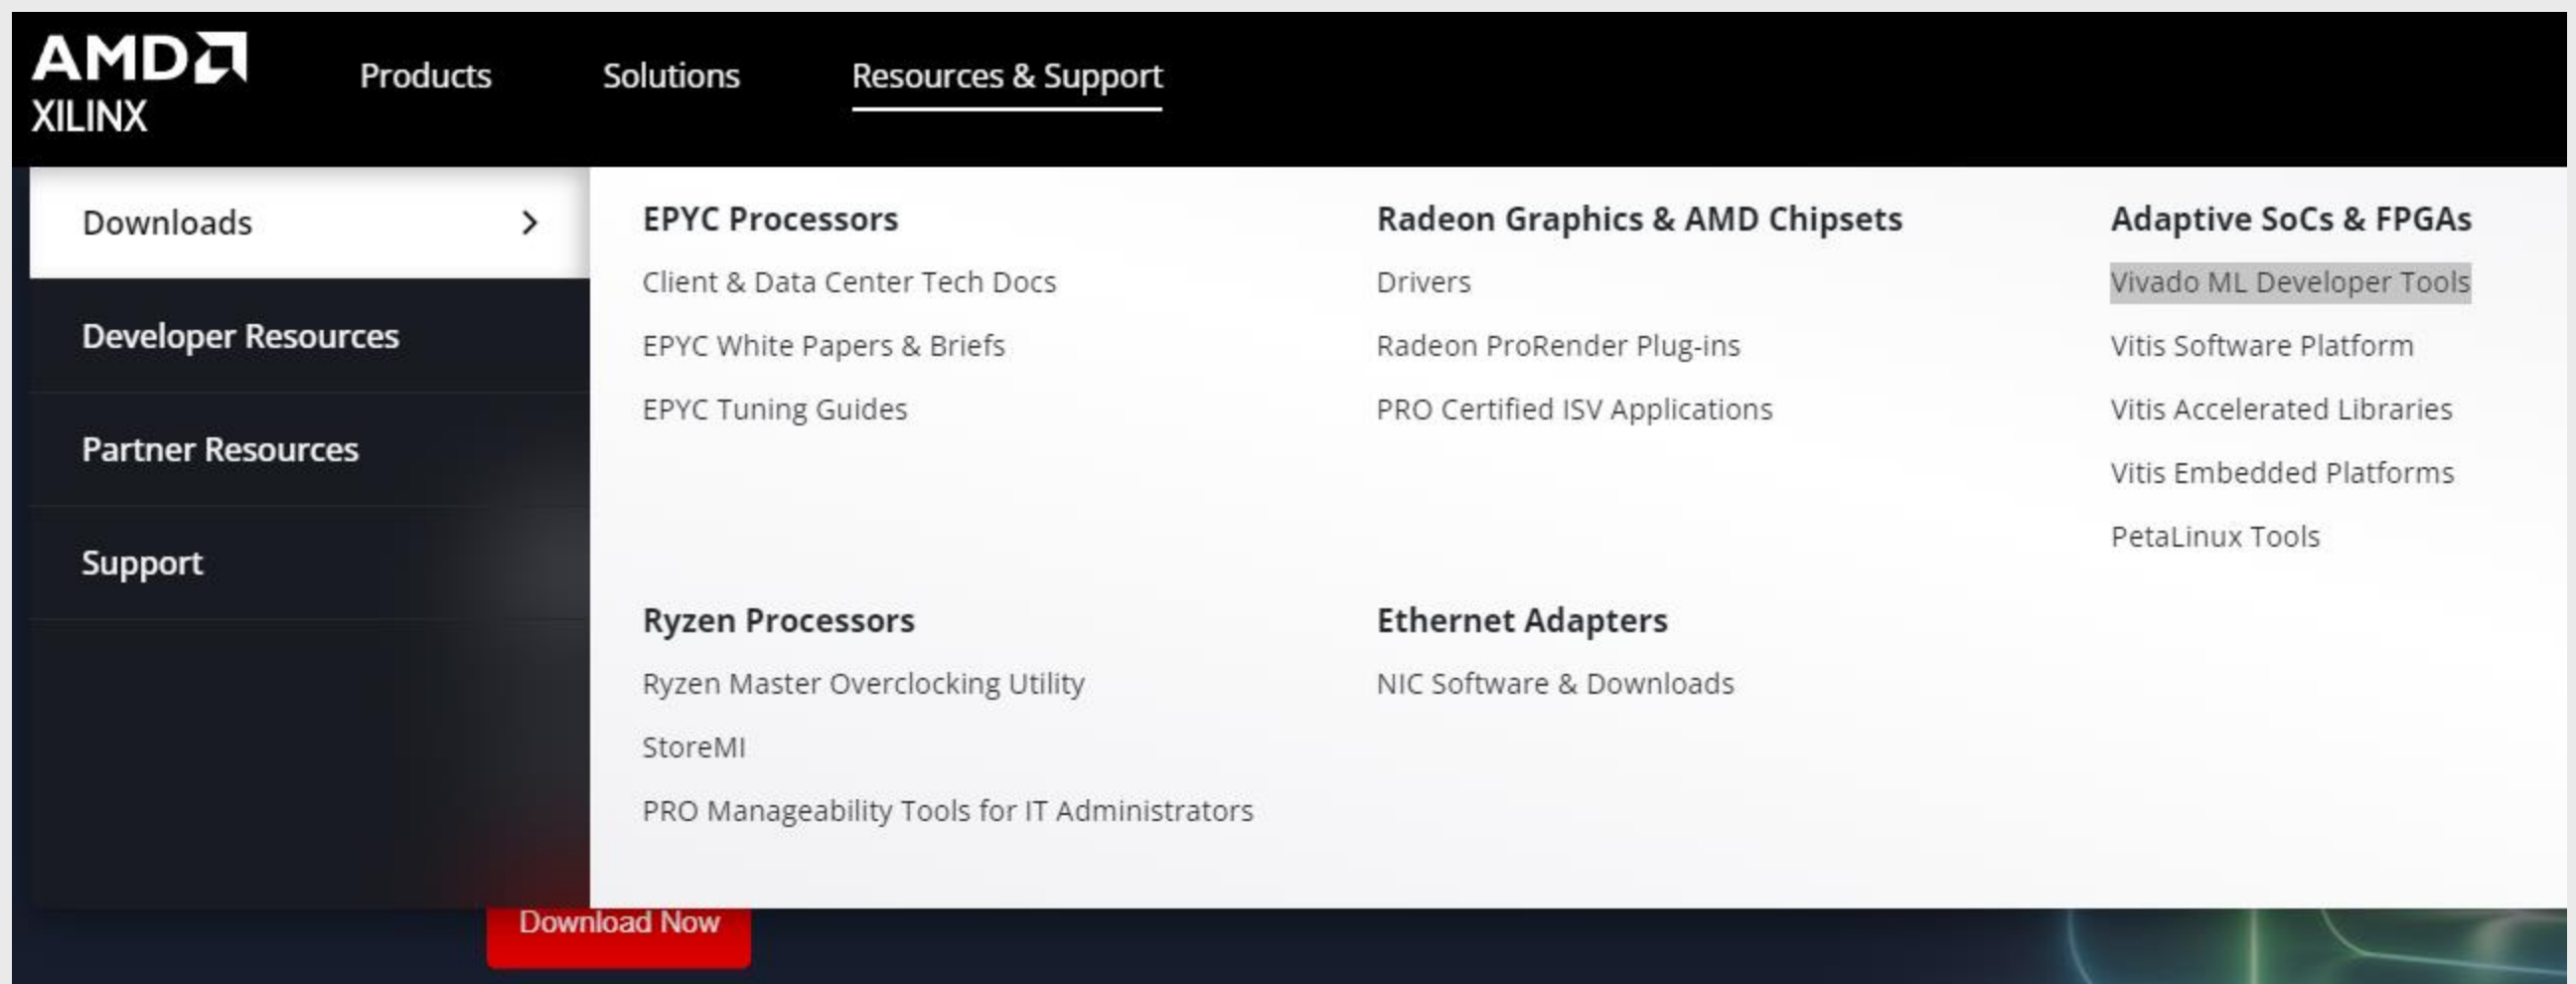 AMD
XILINX
Products
Solutions
Resources & Support
Downloads
Developer Resources
Partner Resources
Support
EPYC Processors
Client & Data Center Tech Docs
EPYC White Papers & Briefs
EPYC Tuning Guides
Radeon Graphics & AMD Chipsets
Drivers
Radeon ProRender Plug-ins
PRO Certified ISV Applications
Adaptive SoCs & FPGAs
Vivado ML Developer Tools
Vitis Software Platform
Vitis Accelerated Libraries
Vitis Embedded Platforms
PetaLinux Tools
Ryzen Processors
Ryzen Master Overclocking Utility
StoreMI
PRO Manageability Tools for IT Administrators
Ethernet Adapters
NIC Software & Downloads
Download Now